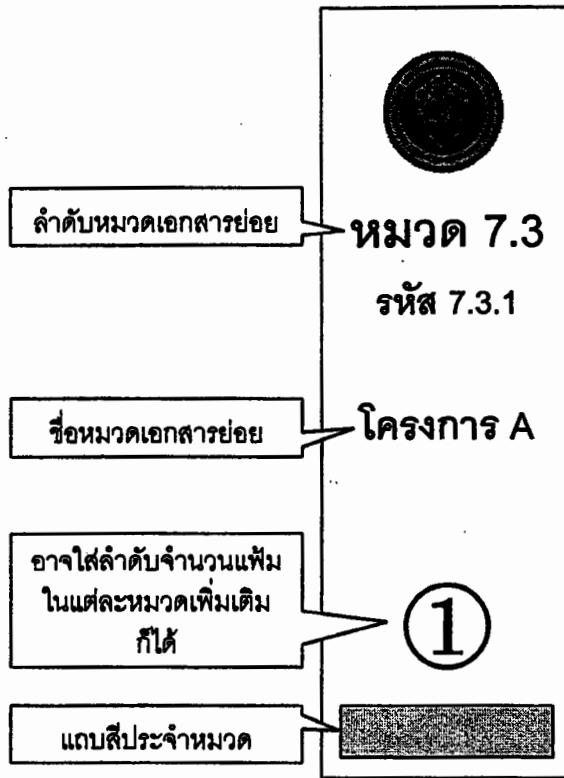 ลำดับหมวดเอกสารย่อย
หมวด 7.3
รหัส 7.3.1
ชื่อหมวดเอกสารย่อย
โครงการ A
อาจใส่ลำดับจำนวนแฟ้ม
ในแต่ละหมวดเพิ่มเติม
ก็ได้
1
แถบสีประจำหมวด